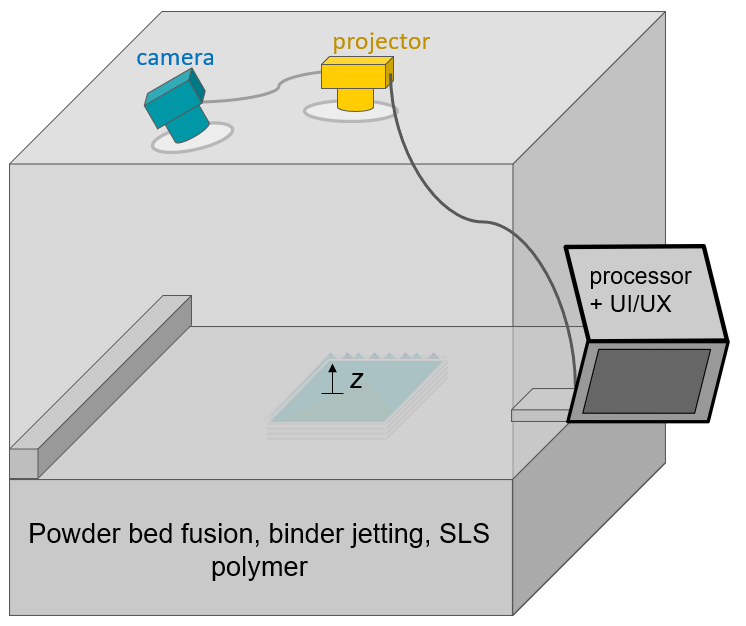 camera
projector
processor
+ UI/UX
z
Powder bed fusion, binder jetting, SLS
polymer